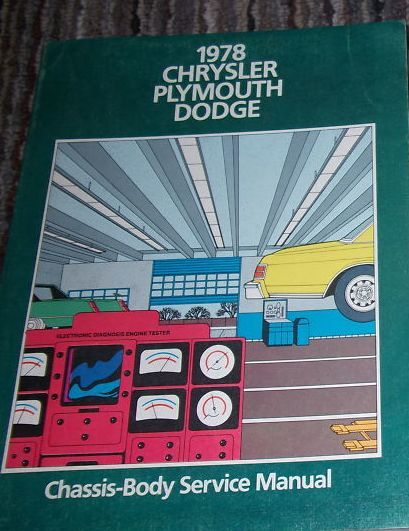 1978
CHRYSLER
PLYMOUTH
DODGE
ELECTRONIC DIAGNOSIS ENGINE TESTER
Chassis-Body Service Manual